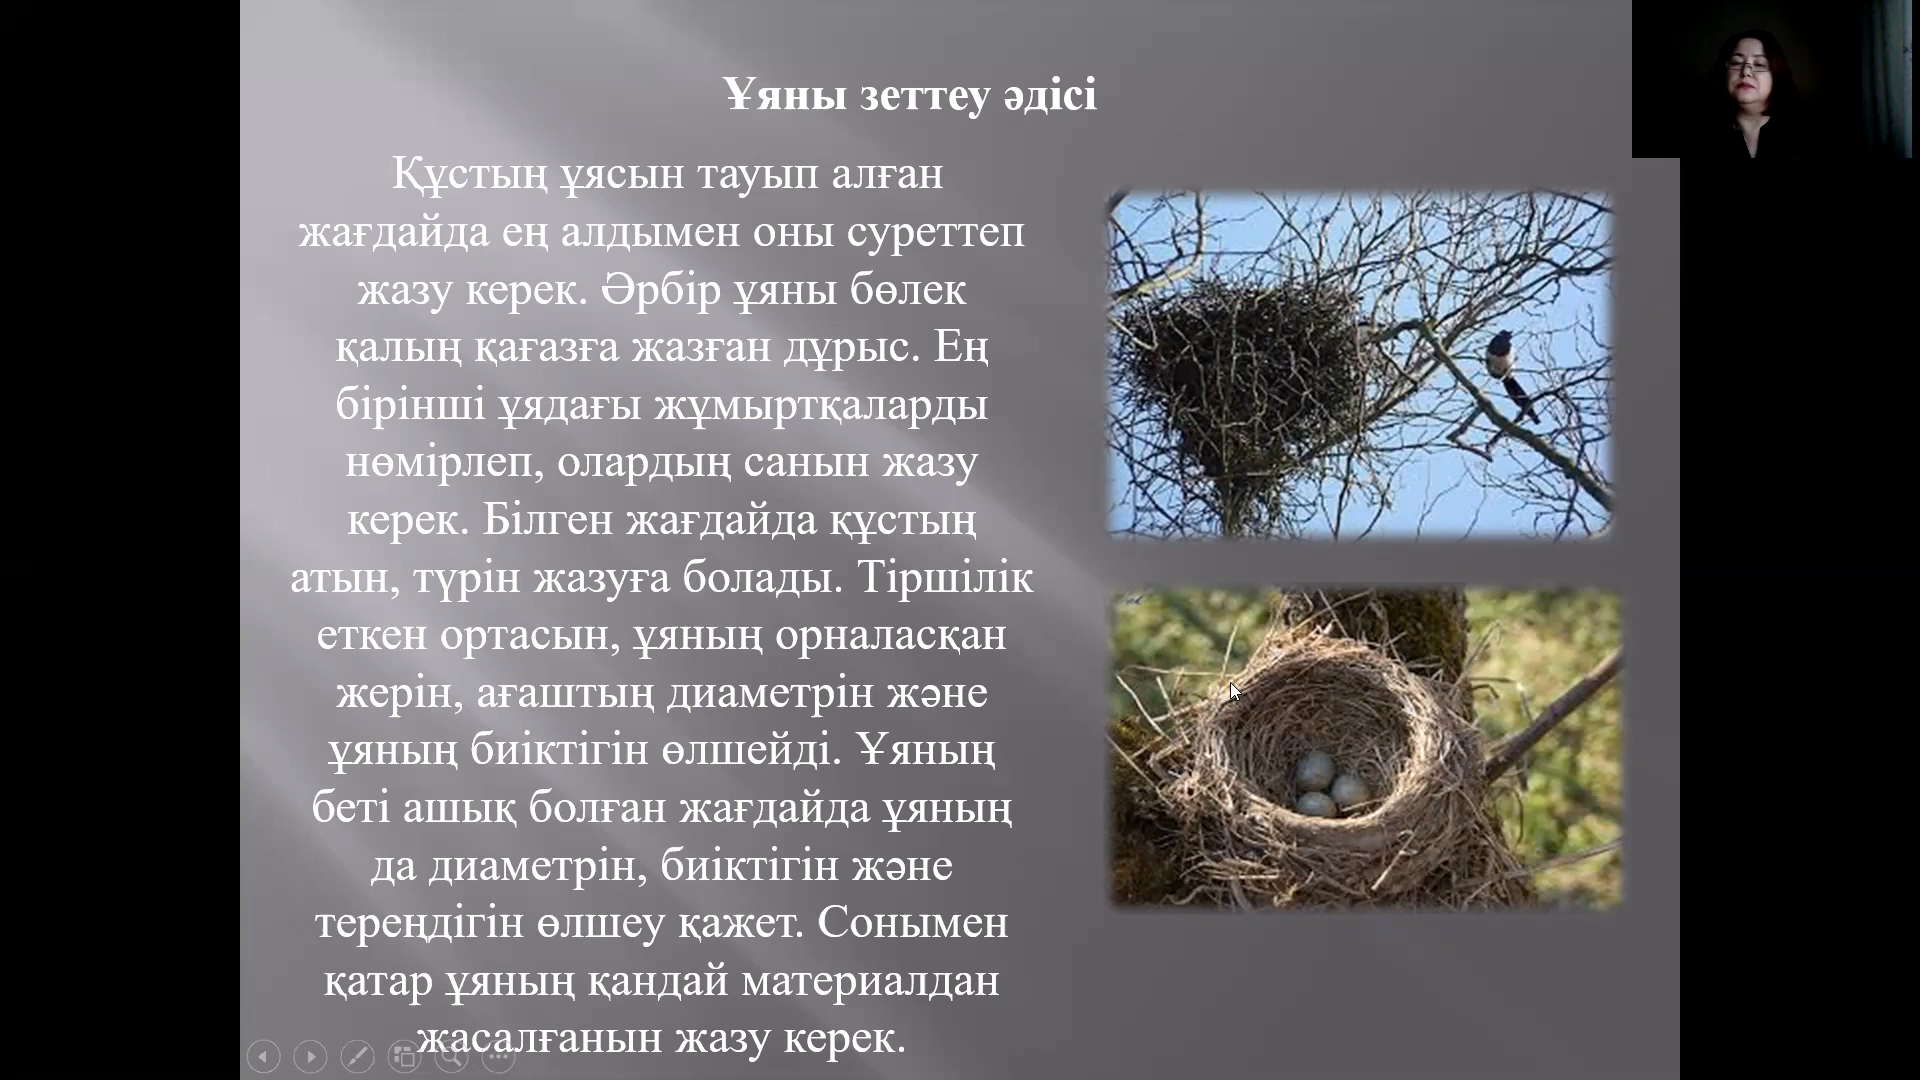 Ұяны зеттеу әдісі
Құстың ұясын тауып алған
жағдайда ең алдымен оны суреттеп
жазу керек. Әрбір ұяны бөлек
қалың қағазға жазған дұрыс. Ең
бірінші ұядағы жұмыртқаларды
нөмірлеп, олардың санын жазу
керек. Білген жағдайда құстың
атын, түрін жазуға болады. Тіршілік
еткен ортасын, ұяның орналасқан
жерін, ағаштың диаметрін және
ұяның биіктігін өлшейді. Ұяның
беті ашық болған жағдайда ұяның
да диаметрін, биіктігін және
тереңдігін өлшеу қажет. Сонымен
қатар ұяның қандай материалдан
жасалғанын жазу керек.